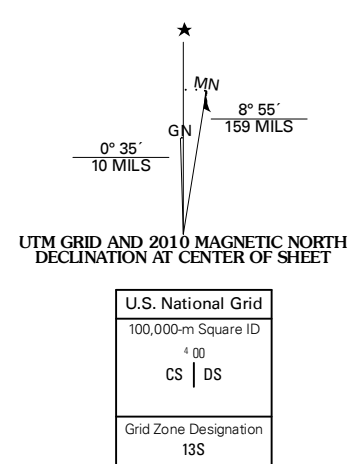 ★
MN
GN
8° 55´
159 MILS
0° 35´
10 MILS
UTM GRID AND 2010 MAGNETIC NORTH
DECLINATION AT CENTER OF SHEET
U.S. National Grid
100,000-m Square ID
4 00
CS DS
Grid Zone Designation
13S